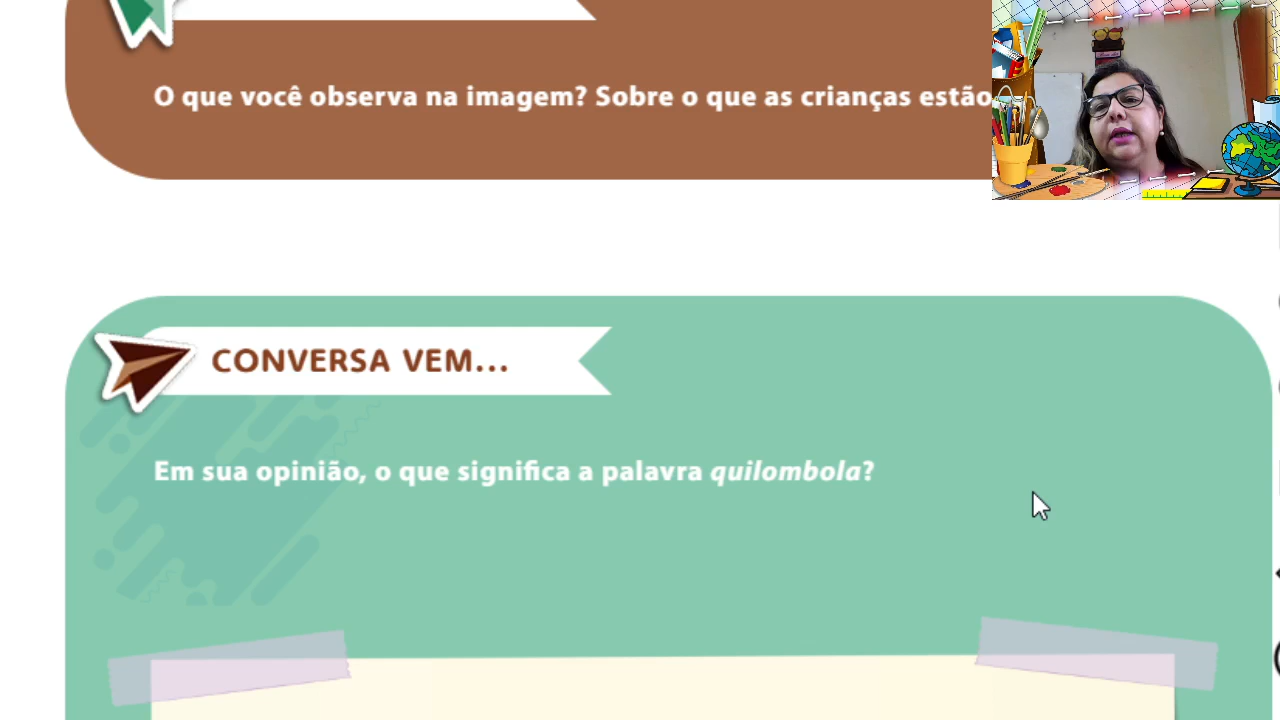 O que você observa na imagem? Sobre o que as crianças estão
CONVERSA VEM...
Em sua opinião, o que significa a palavra quilombola?